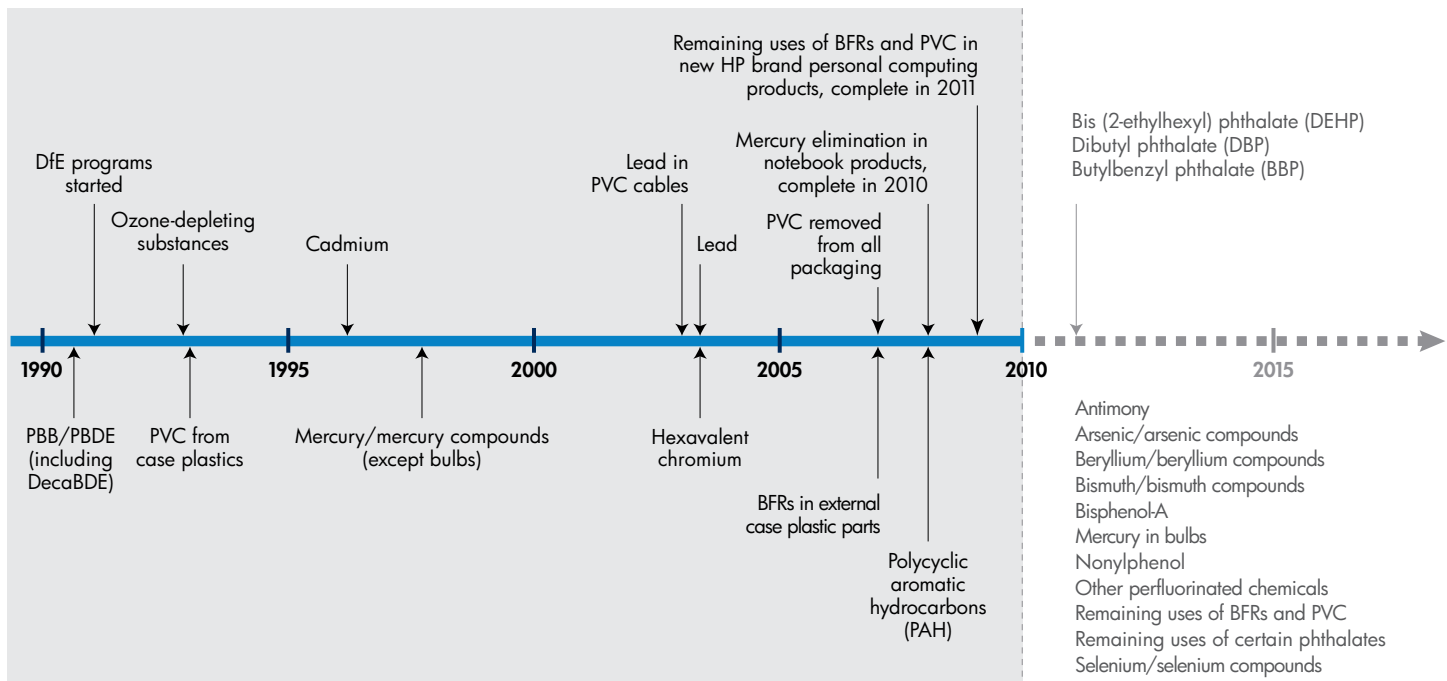 Remaining uses of BFRs and PVC in
new HP brand personal computing
products, complete in 2011
Bis (2-ethylhexyl) phthalate (DEHP)
Dibutyl phthalate (DBP)
Butylbenzyl phthalate (BBP)
DfE programs
started
Ozone-depleting
substances
Cadmium
Lead in
PVC cables
Lead
Mercury elimination in
notebook products,
complete in 2010
PVC removed
from all
packaging
1990
1995
2000
2005
2010
2015
PBB/PBDE
(including
DecaBDE)
PVC from
case plastics
Mercury/mercury compounds
(except bulbs)
Hexavalent
chromium
BFRs in external
case plastic parts
Polycyclic
aromatic
hydrocarbons
(PAH)
Antimony
Arsenic/arsenic compounds
Beryllium/beryllium compounds
Bismuth/bismuth compounds
Bisphenol-A
Mercury in bulbs
Nonylphenol
Other perfluorinated chemicals
Remaining uses of BFRs and PVC
Remaining uses of certain phthalates
Selenium/selenium compounds